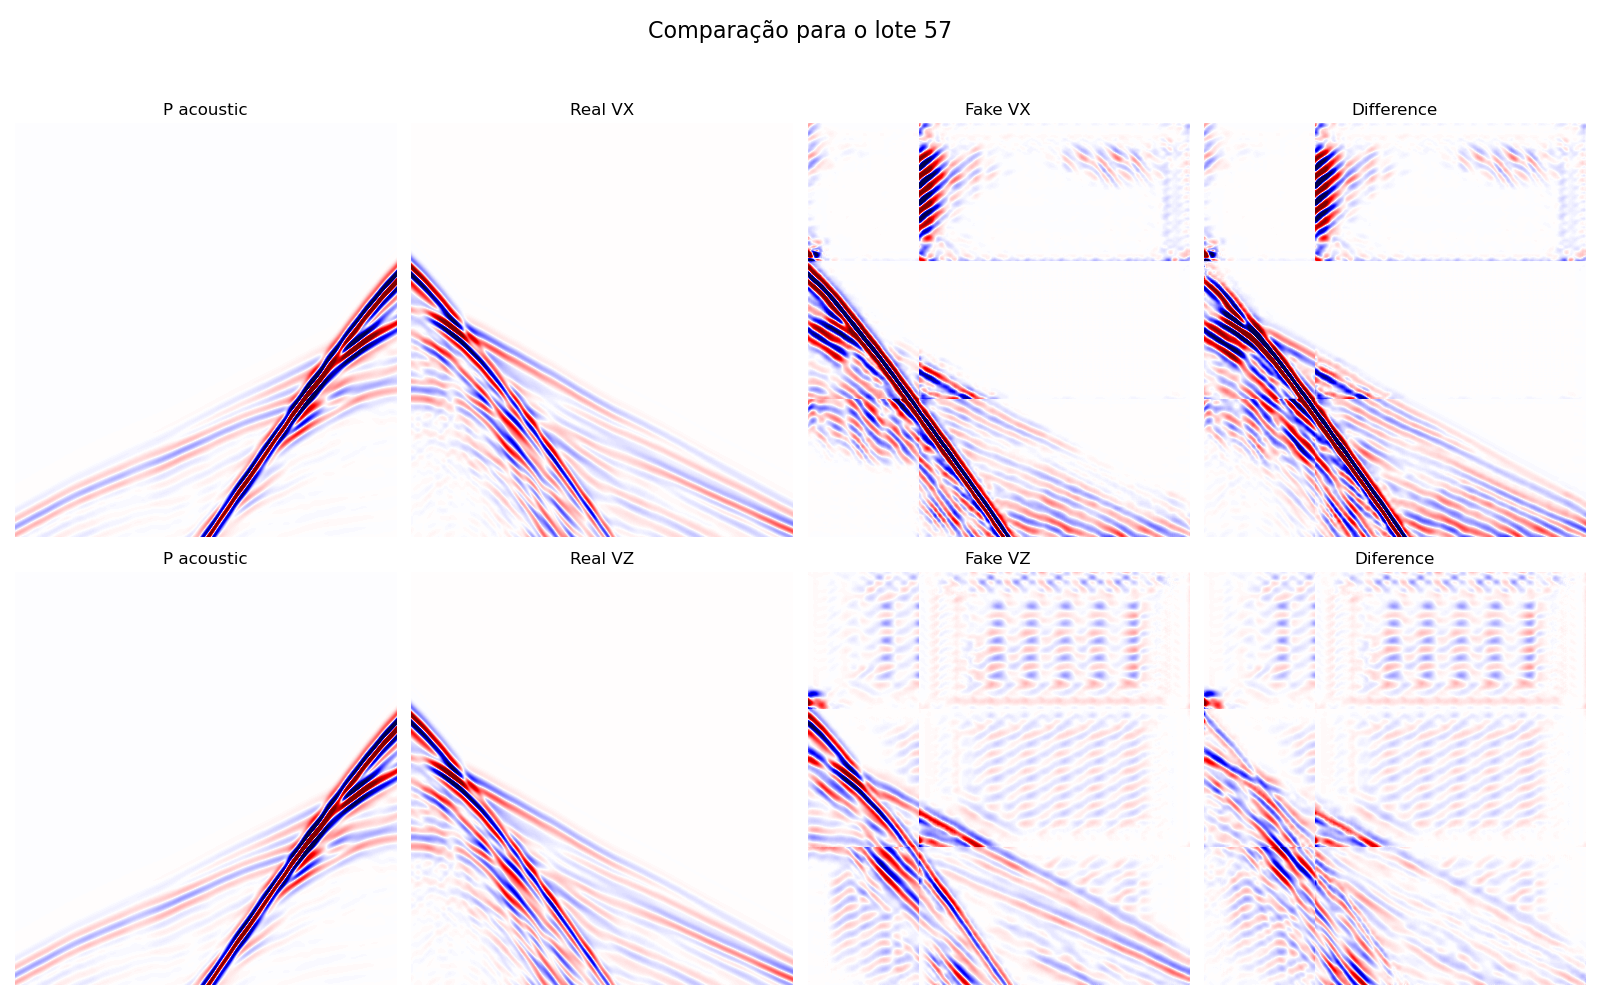 Comparação para o lote 57
P acoustic
Real VX
Fake VX
Difference
P acoustic
Real VZ
Fake VZ
Diference